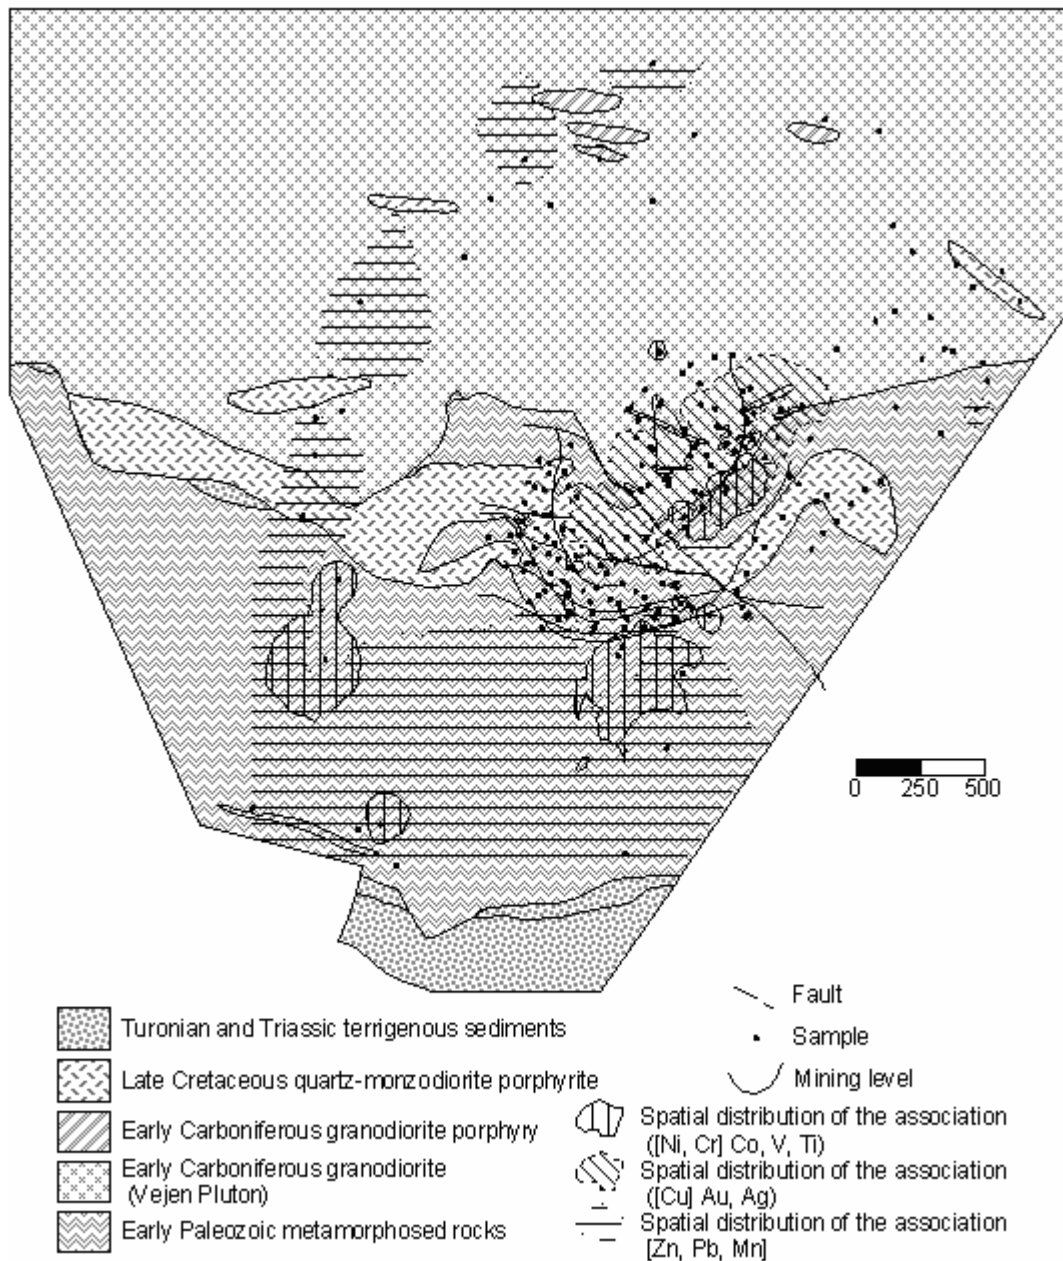 0 250 500
Fault
Sample
Mining level
Turonian and Triassic terrigenous sediments
Late Cretaceous quartz-monzodiorite porphyrite
Early Carboniferous granodiorite porphyry
Early Carboniferous granodiorite
(Vejen Pluton)
Early Paleozoic metamorphosed rocks
Spatial distribution of the association
([Ni, Cr] Co, V, Ti)
Spatial distribution of the association
([Cu] Au, Ag)
Spatial distribution of the association
[Zn, Pb, Mn]